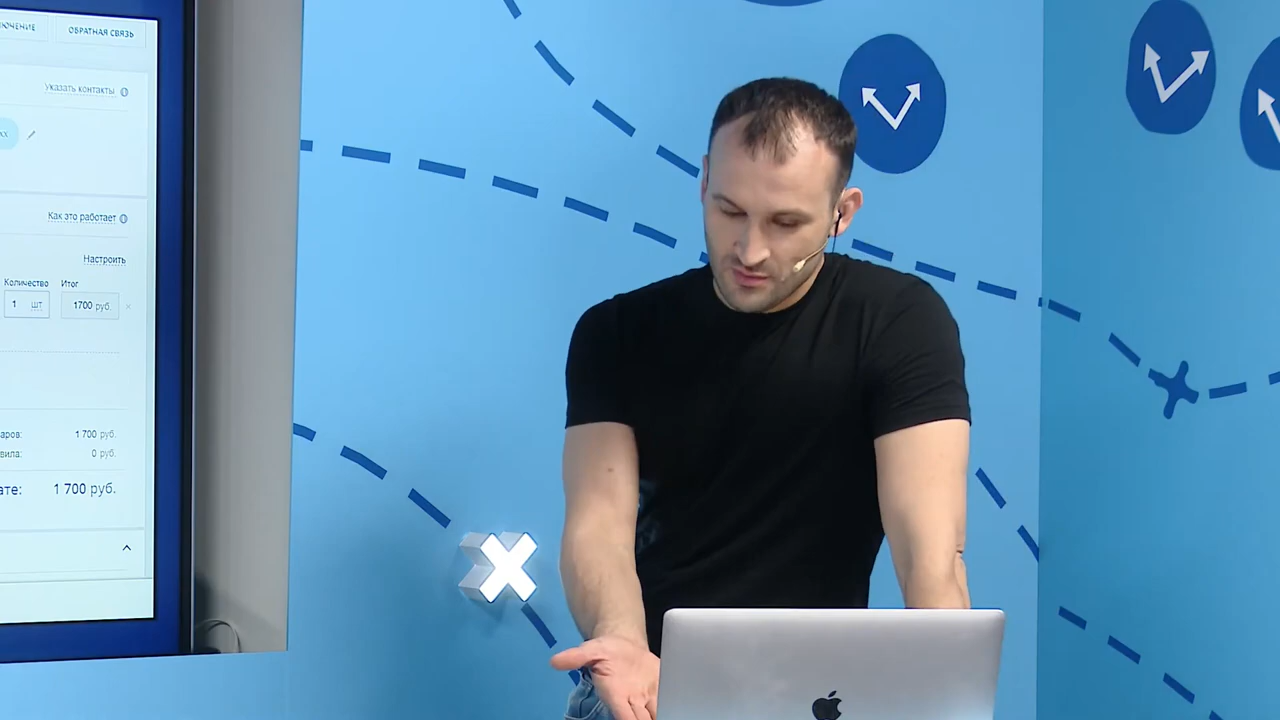 ОБРАТНАЯ СВЯЗЬ
Указать контакты
Как это работает
Настроить
Количество Итог
1 шт. 1700 руб.
1 700 руб.
0 руб.
1 700 руб.